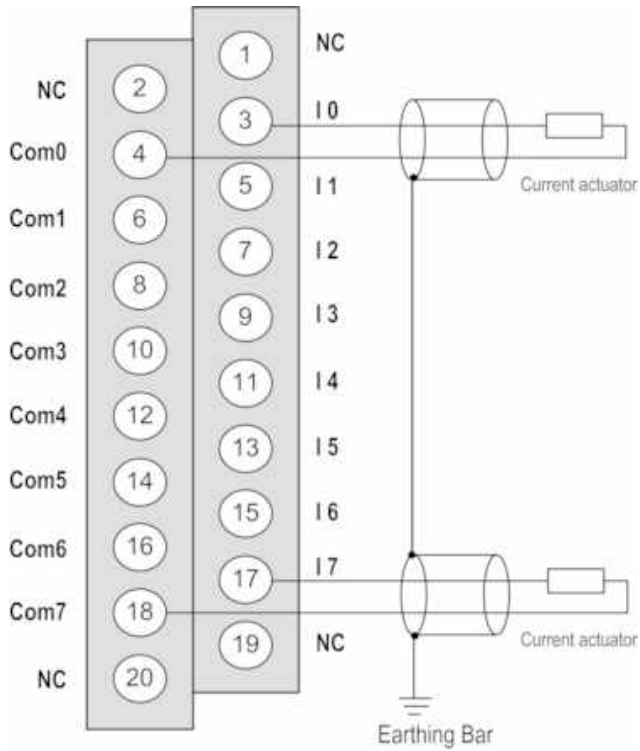 1 NC
NC 2
3 I0
Com0 4
Current actuator
5 I1
Com1 6
7 I2
Com2 8
9 I3
Com3 10
11 I4
Com4 12
13 I5
Com5 14
15 I6
Com6 16
17 I7
Com7 18
Current actuator
19 NC
NC 20
Earthing Bar